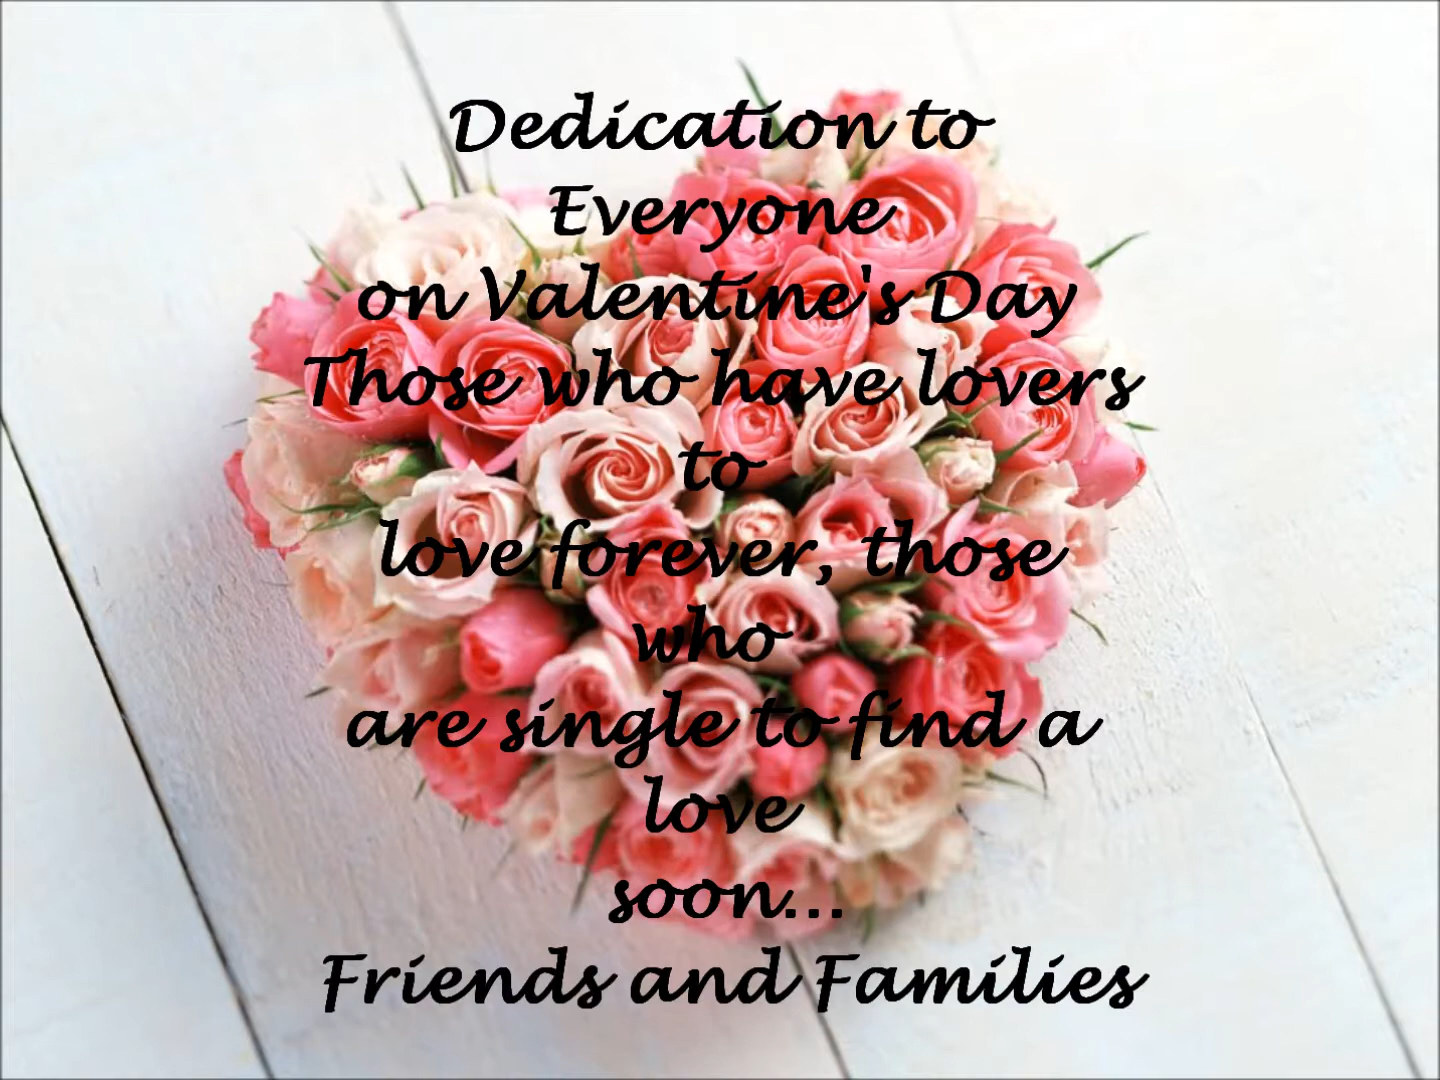 Dedication to
Everyone
on Valentine's Day
Those who have lovers
to
love forever, those
who
are single to find a
love
soon...
Friends and Families